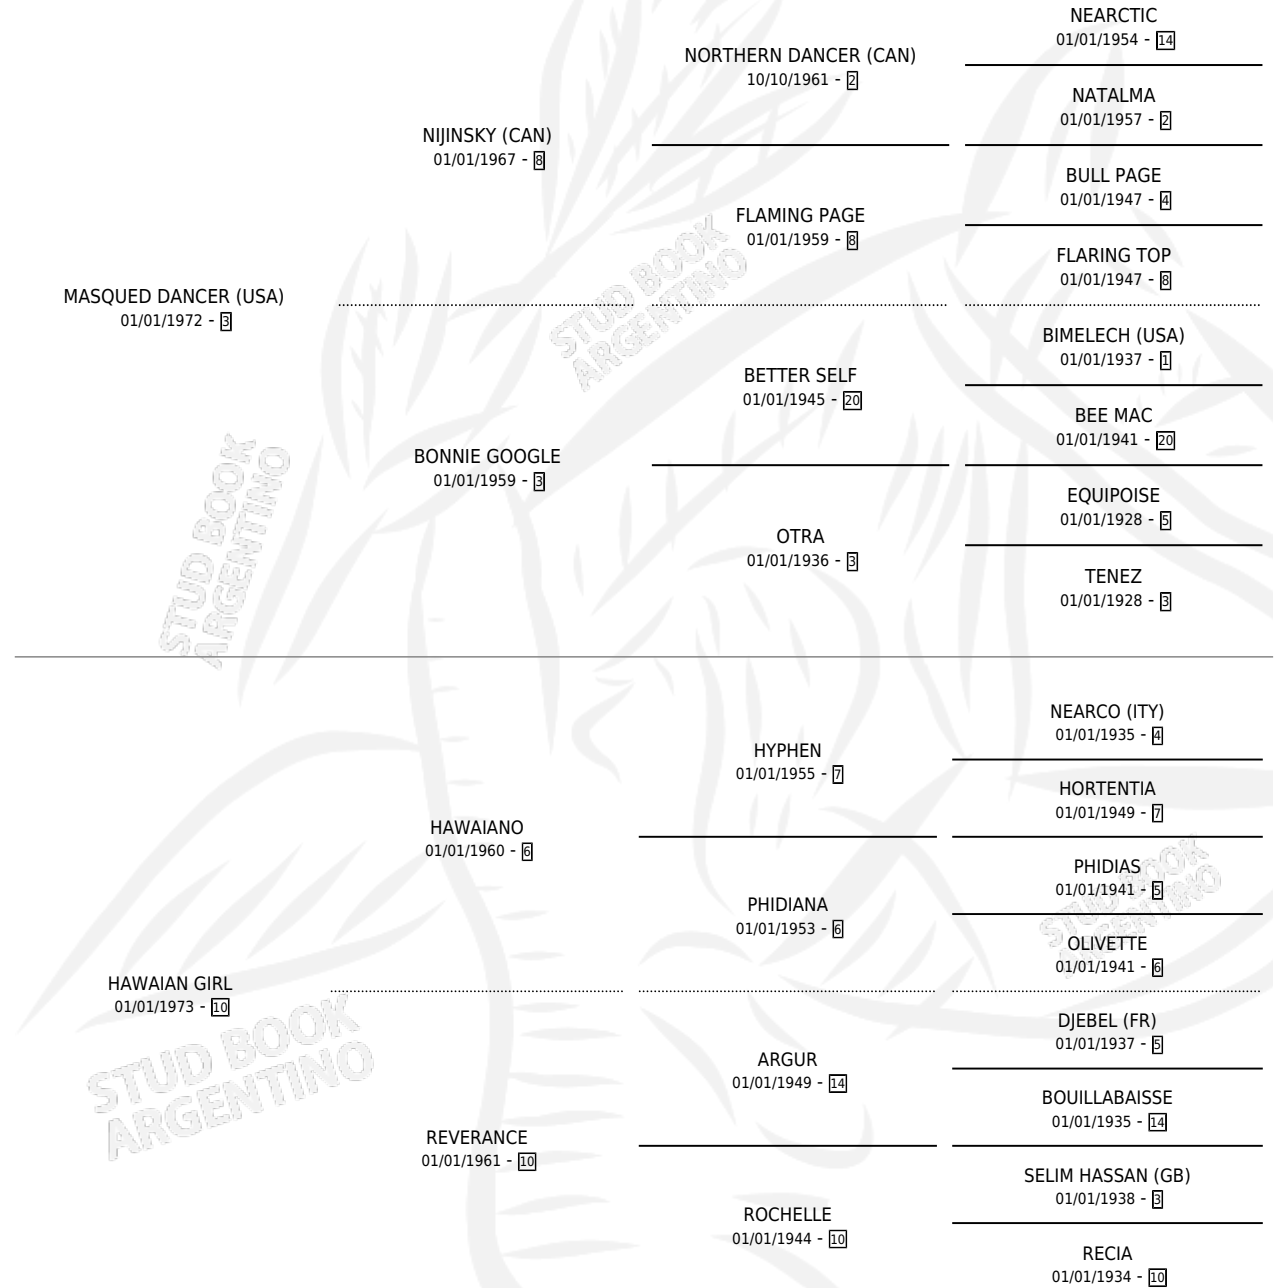 NEARCTIC
01/01/1954 - 14
NORTHERN DANCER (CAN)
10/10/1961 - 2
NATALMA
01/01/1957 - 2
NIJINSKY (CAN)
01/01/1967 - 8
BULL PAGE
01/01/1947 - 4
FLAMING PAGE
01/01/1959 - 8
FLARING TOP
01/01/1947 - 8
MASQUED DANCER (USA)
01/01/1972 - 3
BIMELECH (USA)
01/01/1937 - 1
BETTER SELF
01/01/1945 - 20
BEE MAC
01/01/1941 - 20
BONNIE GOOGLE
01/01/1959 - 3
EQUIPOISE
01/01/1928 - 5
OTRA
01/01/1936 - 3
TENEZ
01/01/1928 - 3
NEARCO (ITY)
01/01/1935 - 4
HYPHEN
01/01/1955 - 7
HORTENTIA
01/01/1949 - 7
HAWAIANO
01/01/1960 - 6
PHIDIAS
01/01/1941 - 5
PHIDIANA
01/01/1953 - 6
OLIVETTE
01/01/1941 - 6
HAWAIAN GIRL
01/01/1973 - 10
DJEBEL (FR)
01/01/1937 - 5
ARGUR
01/01/1949 - 14
BOUILLABAISSE
01/01/1935 - 14
REVERANCE
01/01/1961 - 10
SELIM HASSAN (GB)
01/01/1938 - 3
ROCHELLE
01/01/1944 - 10
RECIA
01/01/1934 - 10
STUD BOOK
ARGENTINO
STUD BOOK
ARGENTINO
STUD BOOK
ARGENTINO
STUD BOOK
ARGENTINO